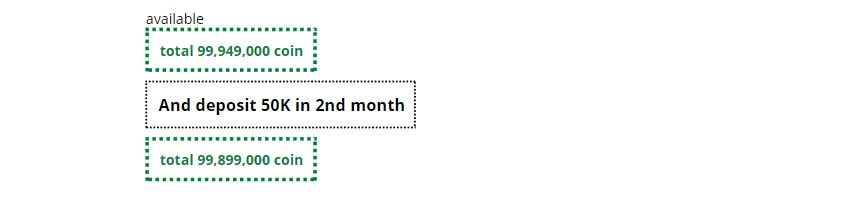 available
total 99,949,000 coin
And deposit 50K in 2nd month
total 99,899,000 coin